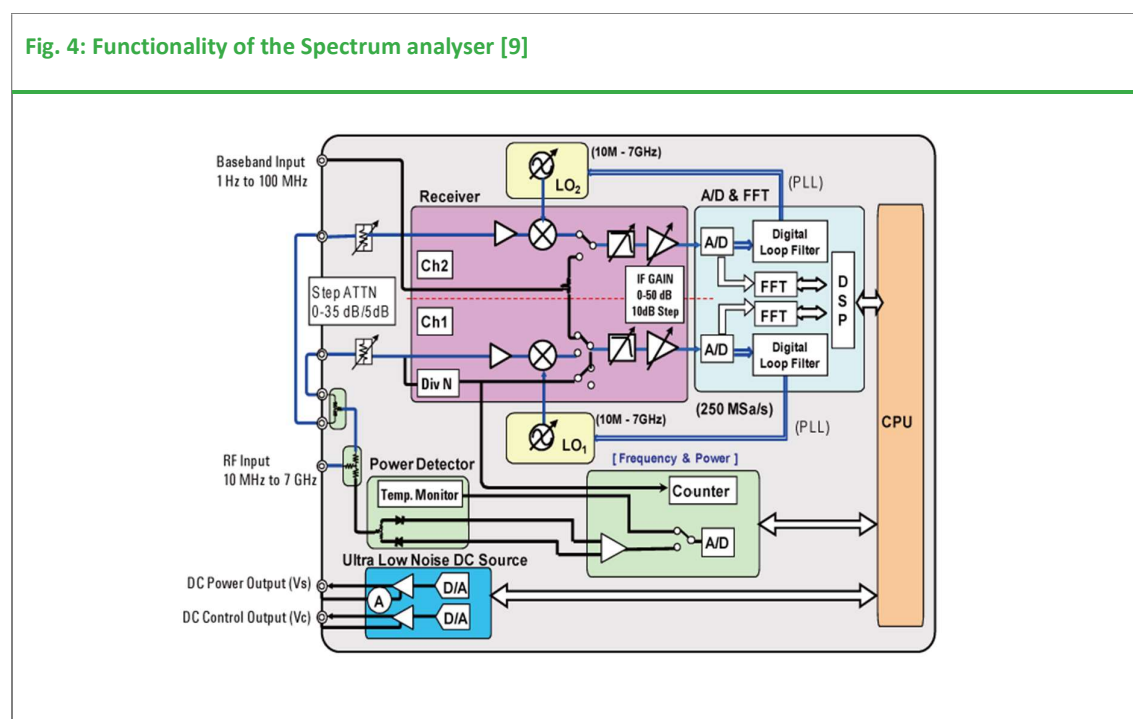 Fig. 4: Functionality of the Spectrum analyser [9]
Baseband Input
1 Hz to 100 MHz
(10M - 7GHz)
LO2
(PLL)
Receiver
A/D & FFT
A/D
Digital
Loop Filter
Ch2
Step ATTN
0-35 dB/5dB
IF GAIN
0-50 dB
10dB Step
FFT
FFT
D
S
P
Ch1
A/D
Digital
Loop Filter
Div N
(250 MSa/s)
CPU
(10M - 7GHz)
LO1
(PLL)
RF Input
10 MHz to 7 GHz
Power Detector
[ Frequency & Power ]
Temp. Monitor
Counter
A/D
Ultra Low Noise DC Source
DC Power Output (Vs)
A
D/A
DC Control Output (Vc)
D/A